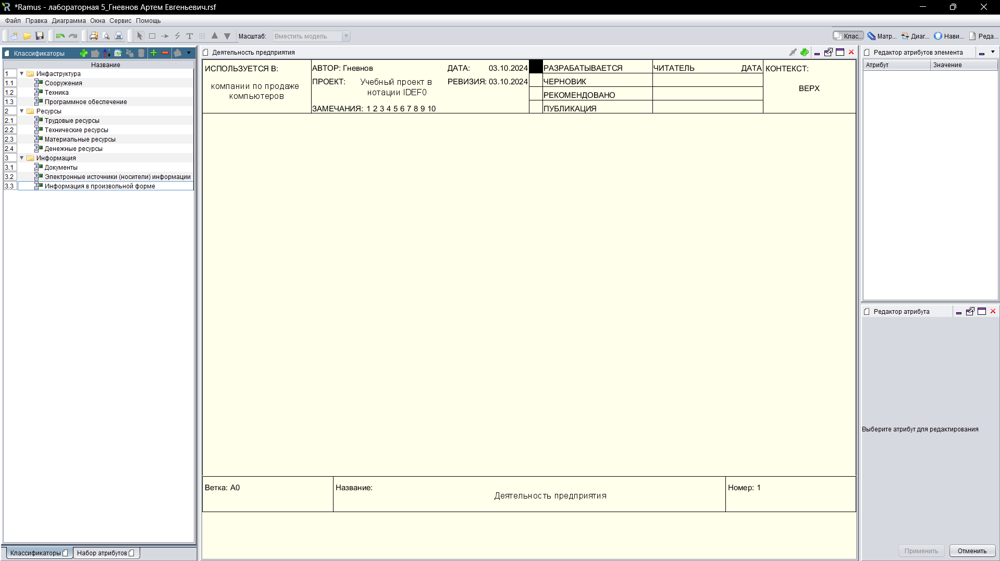 *Ramus - лабораторная 5_Гневнов Артем Евгеньевич.rsf
Файл Правка Диаграмма Окна Сервис Помощь
Масштаб: Вместить модель
Клас... Матр... Диаг... Нави... Реда...
Классификаторы
Название
1 Инфаструктура
1.1 Сооружения
1.2 Техника
1.3 Программное обеспечение
2 Ресурсы
2.1 Трудовые ресурсы
2.2 Технические ресурсы
2.3 Материальные ресурсы
2.4 Денежные ресурсы
3 Информация
3.1 Документы
3.2 Электронные источники (носители) информации
3.3 Информация в произвольной форме
Классификаторы Набор атрибутов
Деятельность предприятия
ИСПОЛЬЗУЕТСЯ В:
компании по продаже
компьютеров
АВТОР: Гневнов ДАТА: 03.10.2024
ПРОЕКТ: Учебный проект в
нотации IDEF0
РЕВИЗИЯ: 03.10.2024
ЗАМЕЧАНИЯ: 1 2 3 4 5 6 7 8 9 10
РАЗРАБАТЫВАЕТСЯ
ЧЕРНОВИК
РЕКОМЕНДОВАНО
ПУБЛИКАЦИЯ
ЧИТАТЕЛЬ ДАТА
КОНТЕКСТ:
ВЕРХ
Ветка: A0
Название:
Деятельность предприятия
Номер: 1
Редактор атрибутов элемента
Атрибут Значение
Редактор атрибута
Выберите атрибут для редактирования
Применить Отменить